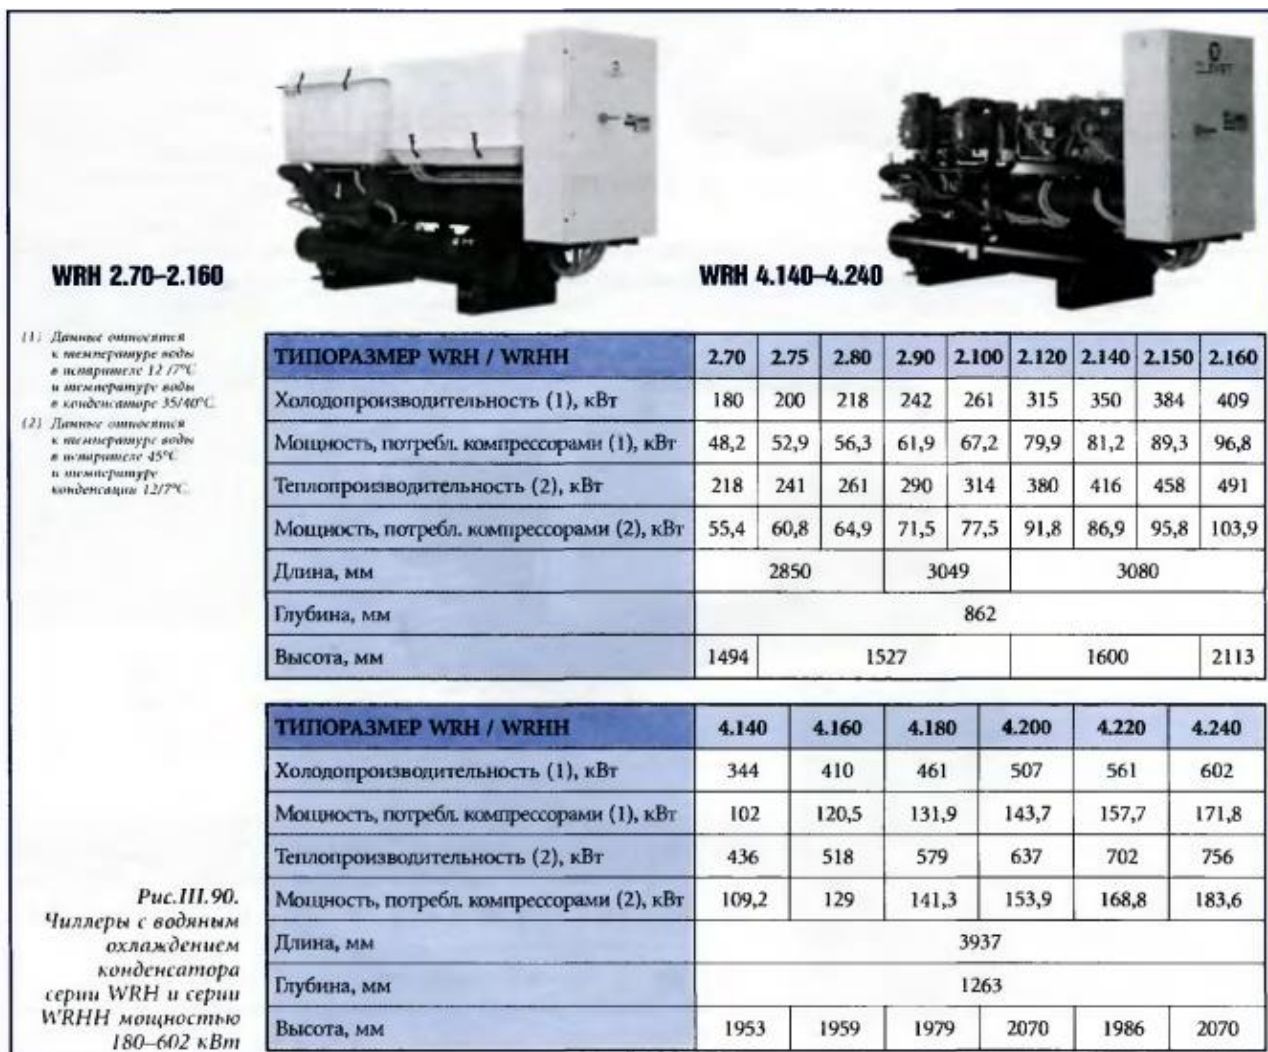 CLIVET
WRH 2.70–2.160
WRH 4.140–4.240
(1) Данные относятся
к температуре воды
в испарителе 12 /7°C
и температуре воды
в конденсаторе 35/40°C.
(2) Данные относятся
к температуре воды
в испарителе 45°C
и температуре
конденсации 12/7°C.
ТИПОРАЗМЕР WRH / WRHH 2.70 2.75 2.80 2.90 2.100 2.120 2.140 2.150 2.160
Холодопроизводительность (1), кВт 180 200 218 242 261 315 350 384 409
Мощность, потребл. компрессорами (1), кВт 48,2 52,9 56,3 61,9 67,2 79,9 81,2 89,3 96,8
Теплопроизводительность (2), кВт 218 241 261 290 314 380 416 458 491
Мощность, потребл. компрессорами (2), кВт 55,4 60,8 64,9 71,5 77,5 91,8 86,9 95,8 103,9
Длина, мм 2850 3049 3080
Глубина, мм 862
Высота, мм 1494 1527 1600 2113
ТИПОРАЗМЕР WRH / WRHH 4.140 4.160 4.180 4.200 4.220 4.240
Холодопроизводительность (1), кВт 344 410 461 507 561 602
Мощность, потребл. компрессорами (1), кВт 102 120,5 131,9 143,7 157,7 171,8
Теплопроизводительность (2), кВт 436 518 579 637 702 756
Мощность, потребл. компрессорами (2), кВт 109,2 129 141,3 153,9 168,8 183,6
Длина, мм 3937
Глубина, мм 1263
Высота, мм 1953 1959 1979 2070 1986 2070
Рис.III.90.
Чиллеры с водяным
охлаждением
конденсатора
серии WRH и серии
WRHH мощностью
180–602 кВт